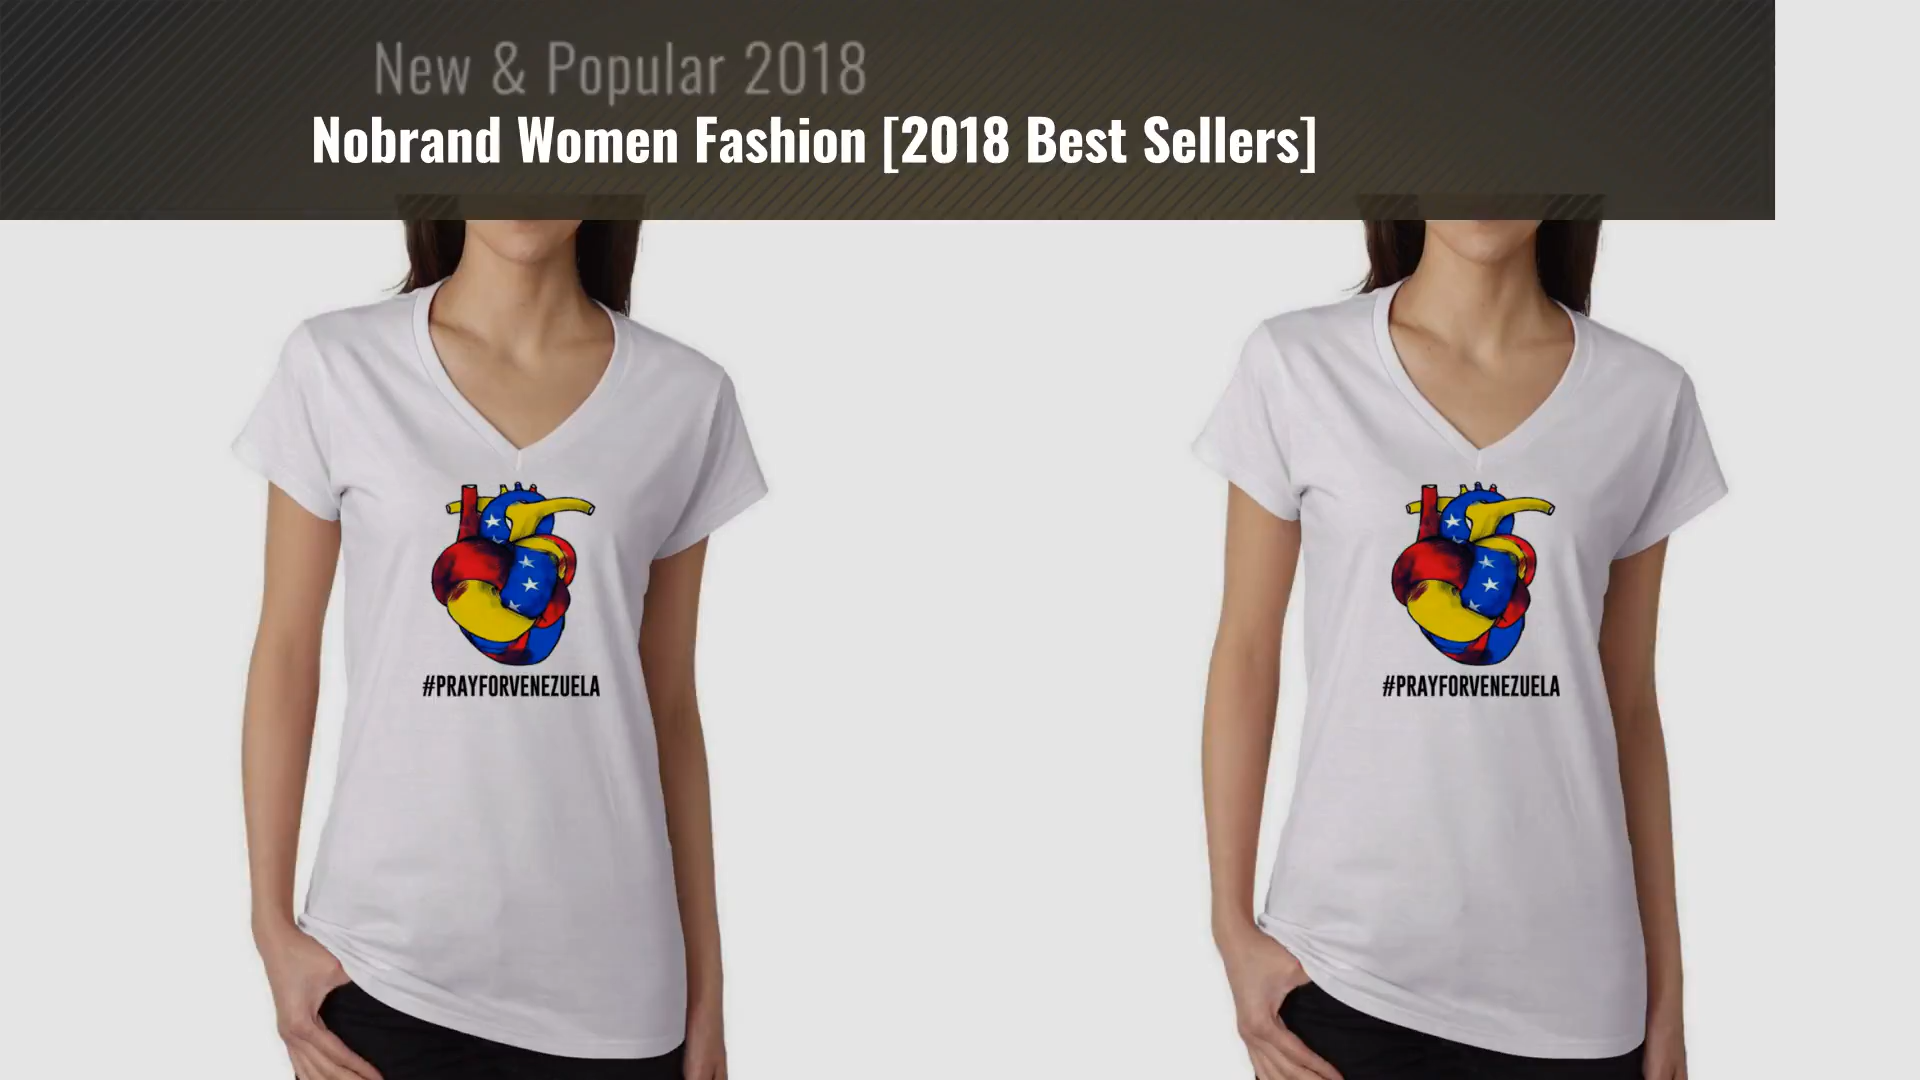 New & Popular 2018
Nobrand Women Fashion [2018 Best Sellers]
#PRAYFORVENEZUELA
#PRAYFORVENEZUELA